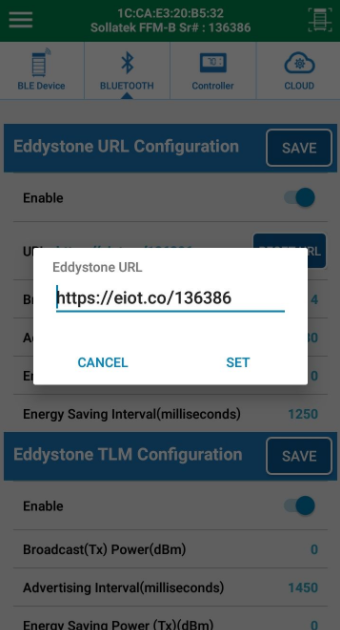 1C:CA:E3:20:B5:32
Sollatek FFM-B Sr# : 136386
BLE Device
BLUETOOTH
Controller
CLOUD
Eddystone URL Configuration
SAVE
Enable
Eddystone URL
https://eiot.co/136386
CANCEL
SET
4
0
Energy Saving Interval(milliseconds)
1250
Eddystone TLM Configuration
SAVE
Enable
Broadcast(Tx) Power(dBm)
0
Advertising Interval(milliseconds)
1450
Energy Saving Power (Tx)(dBm)
0